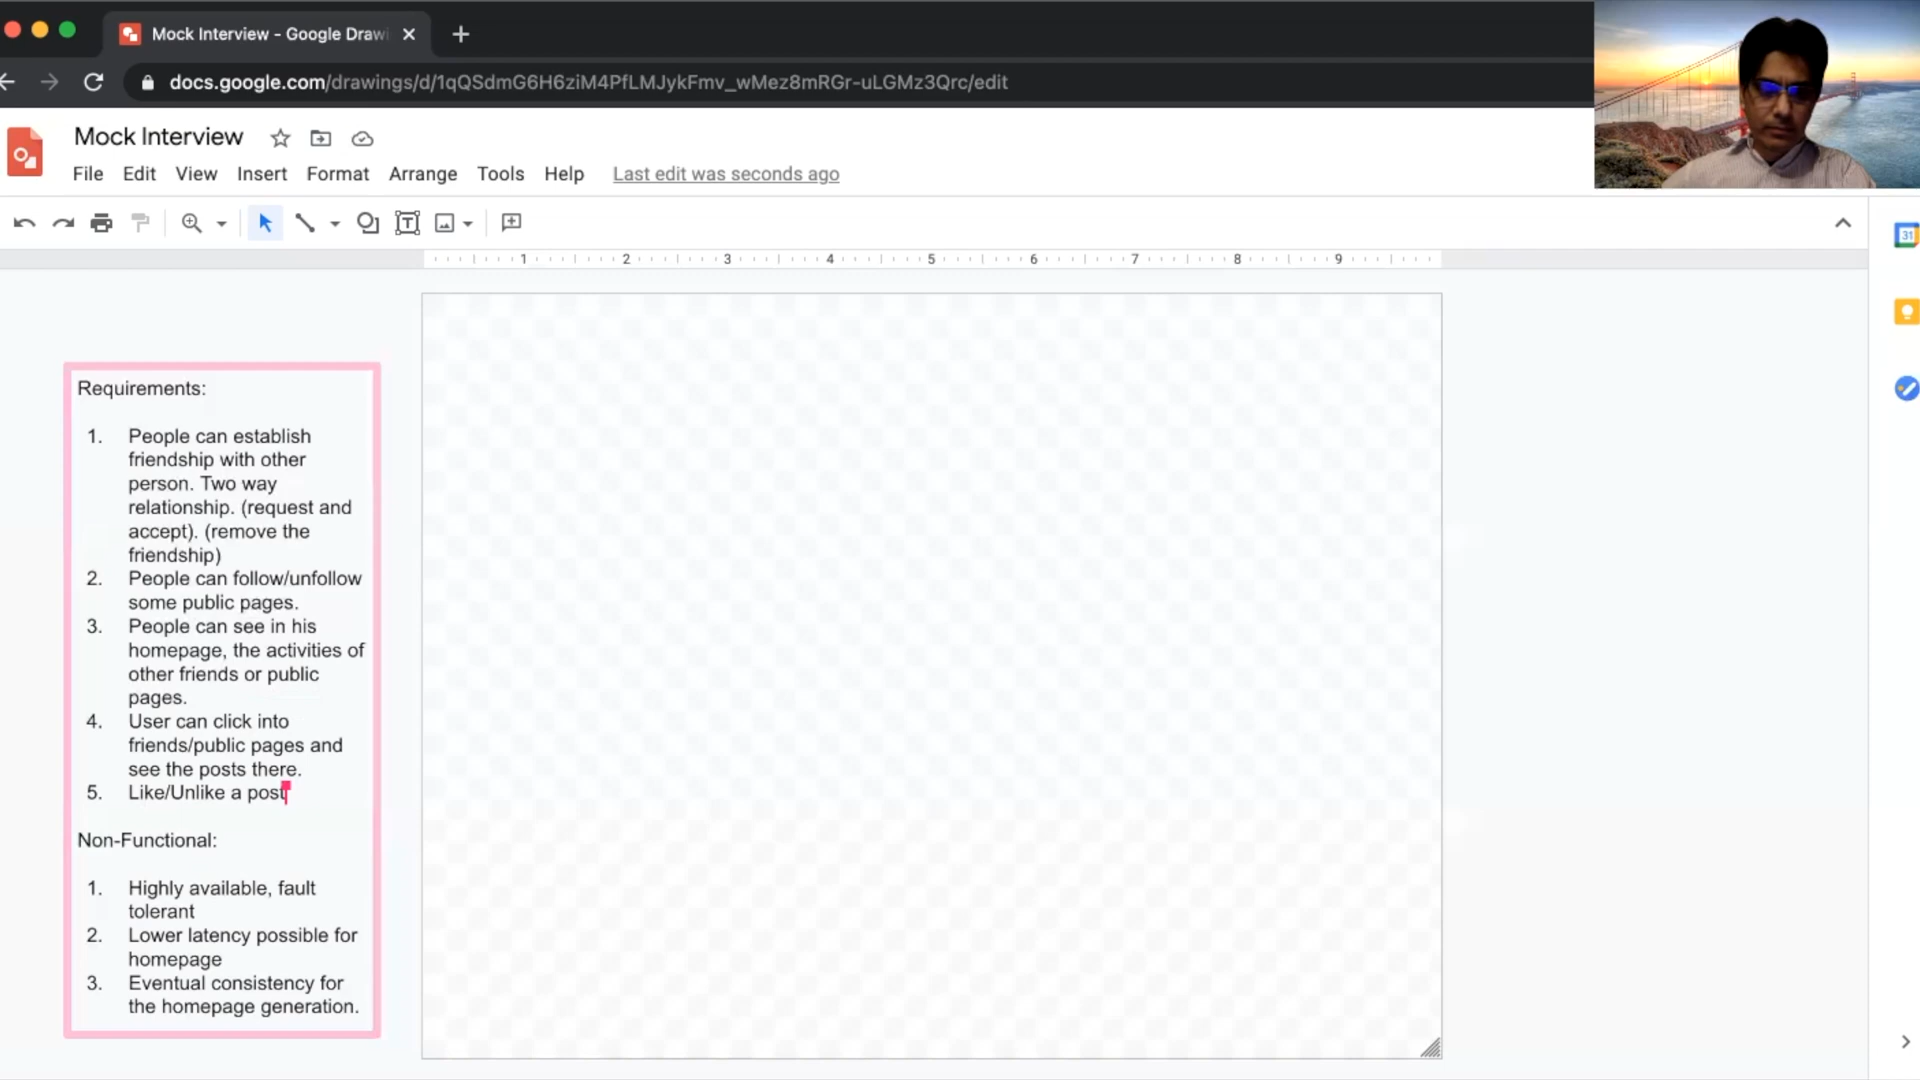 Mock Interview - Google Draw
docs.google.com/drawings/d/1qQSdmG6H6ziM4PfLMJykFmv_wMez8mRGr-uLGMz3Qrc/edit
Mock Interview
File Edit View Insert Format Arrange Tools Help Last edit was seconds ago
1 2 3 4 5 6 7 8 9
31
Requirements:
1. People can establish
friendship with other
person. Two way
relationship. (request and
accept). (remove the
friendship)
2. People can follow/unfollow
some public pages.
3. People can see in his
homepage, the activities of
other friends or public
pages.
4. User can click into
friends/public pages and
see the posts there.
5. Like/Unlike a post
Non-Functional:
1. Highly available, fault
tolerant
2. Lower latency possible for
homepage
3. Eventual consistency for
the homepage generation.